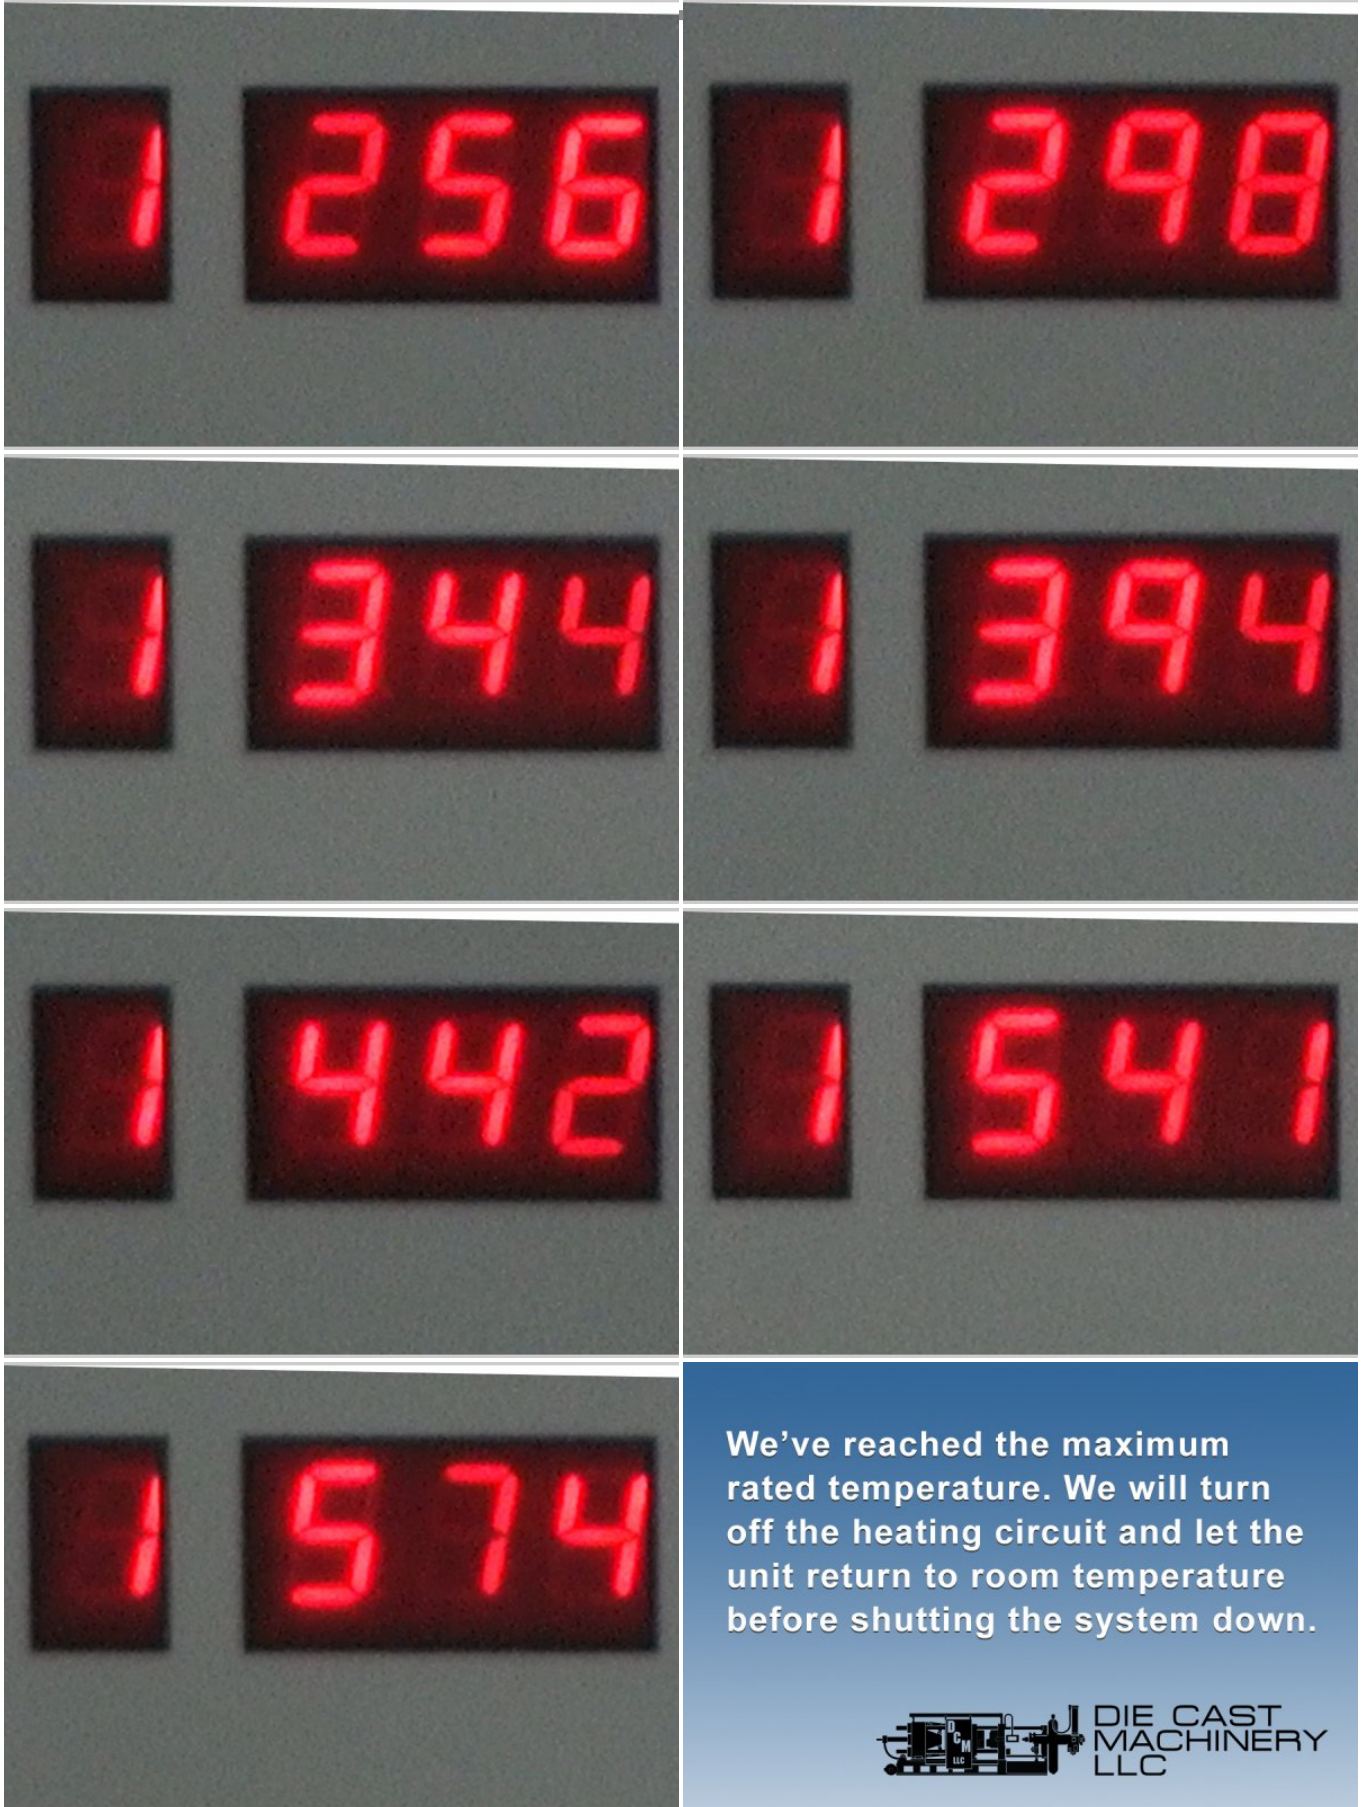 1 256
1 298
1 344
1 394
1 442
1 541
1 574
We've reached the maximum
rated temperature. We will turn
off the heating circuit and let the
unit return to room temperature
before shutting the system down.
DCM
LLC
DIE CAST
MACHINERY
LLC